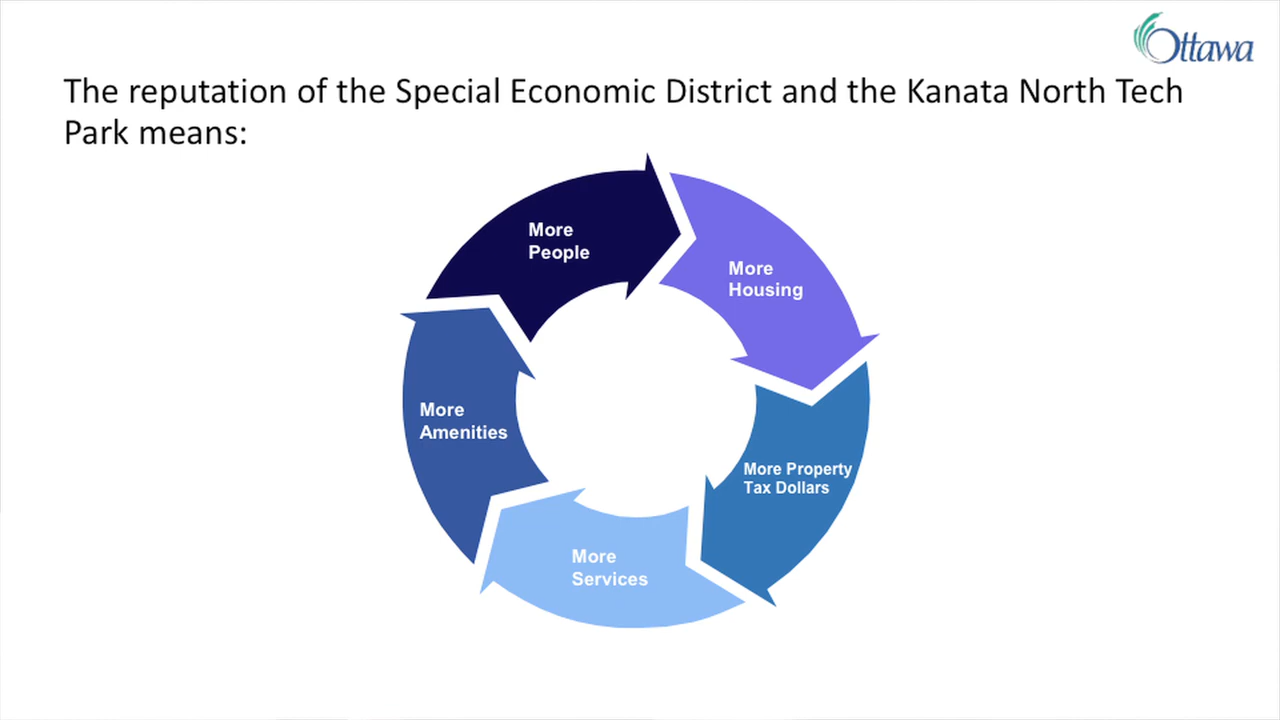 Ottawa
The reputation of the Special Economic District and the Kanata North Tech
Park means:
More
People
More
Housing
More Property
Tax Dollars
More
Services
More
Amenities